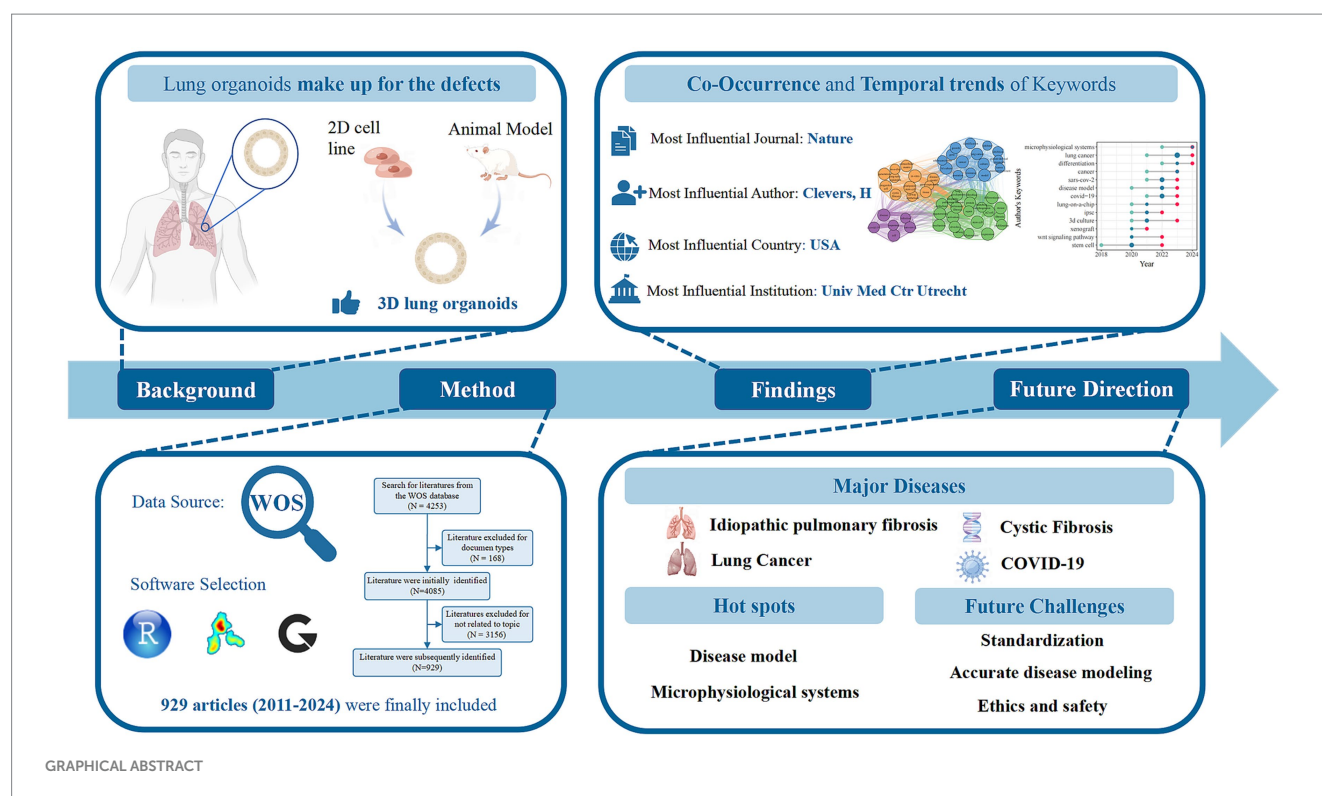 Lung organoids make up for the defects
2D cell
line
Animal Model
3D lung organoids
Co-Occurrence and Temporal trends of Keywords
Most Influential Journal: Nature
Most Influential Author: Clevers, H
Most Influential Country: USA
Most Influential Institution: Univ Med Ctr Utrecht
Author's Keywords
microphysiological systems
lung cancer
differentiation
cancer
sars-cov-2
disease model
covid-19
lung-on-a-chip
ipsc
3d culture
xenograft
wnt signaling pathway
stem cell
2018 2020 2022 2024
Year
Background
Method
Findings
Future Direction
Data Source:
WOS
Software Selection
R
G
Search for literatures from
the WOS database
(N = 4253)
Literature excluded for
documen types
(N = 168)
Literature were initially identified
(N=4085)
Literatures excluded for
not related to topic
(N = 3156)
Literature were subsequently identified
(N=929)
929 articles (2011-2024) were finally included
Major Diseases
Idiopathic pulmonary fibrosis
Cystic Fibrosis
Lung Cancer
COVID-19
Hot spots
Disease model
Microphysiological systems
Future Challenges
Standardization
Accurate disease modeling
Ethics and safety
GRAPHICAL ABSTRACT